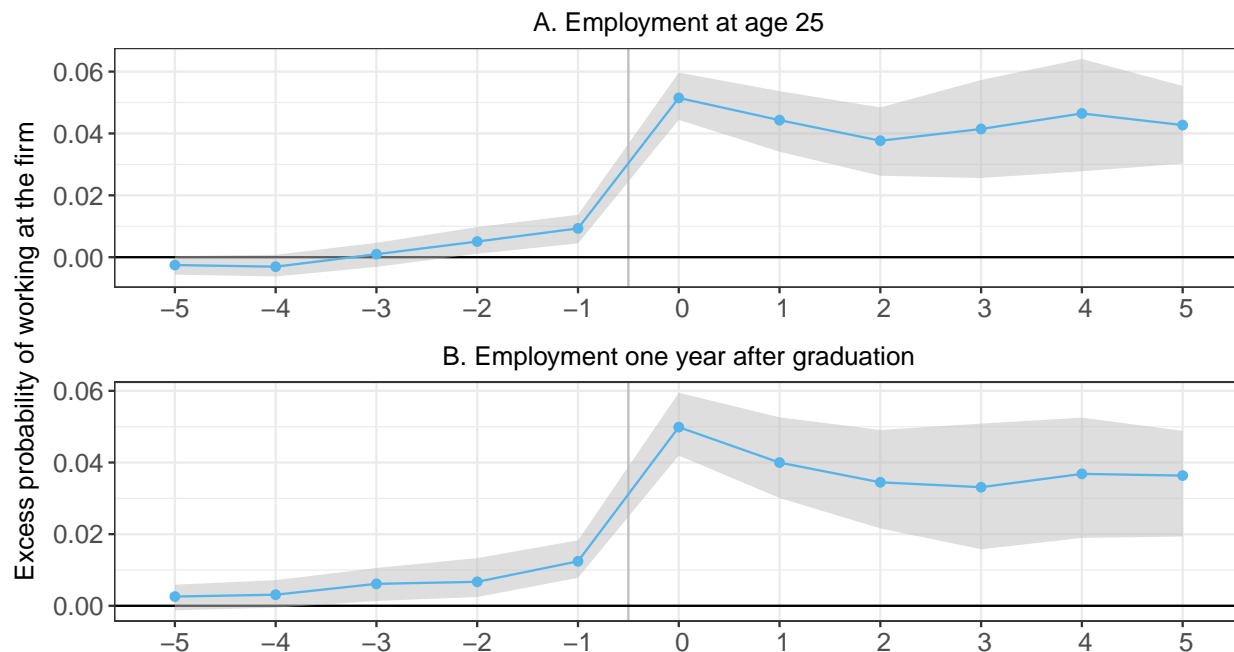 A. Employment at age 25
Excess probability of working at the firm
0.06
0.04
0.02
0.00
−5 −4 −3 −2 −1 0 1 2 3 4 5
B. Employment one year after graduation
0.06
0.04
0.02
0.00
−5 −4 −3 −2 −1 0 1 2 3 4 5